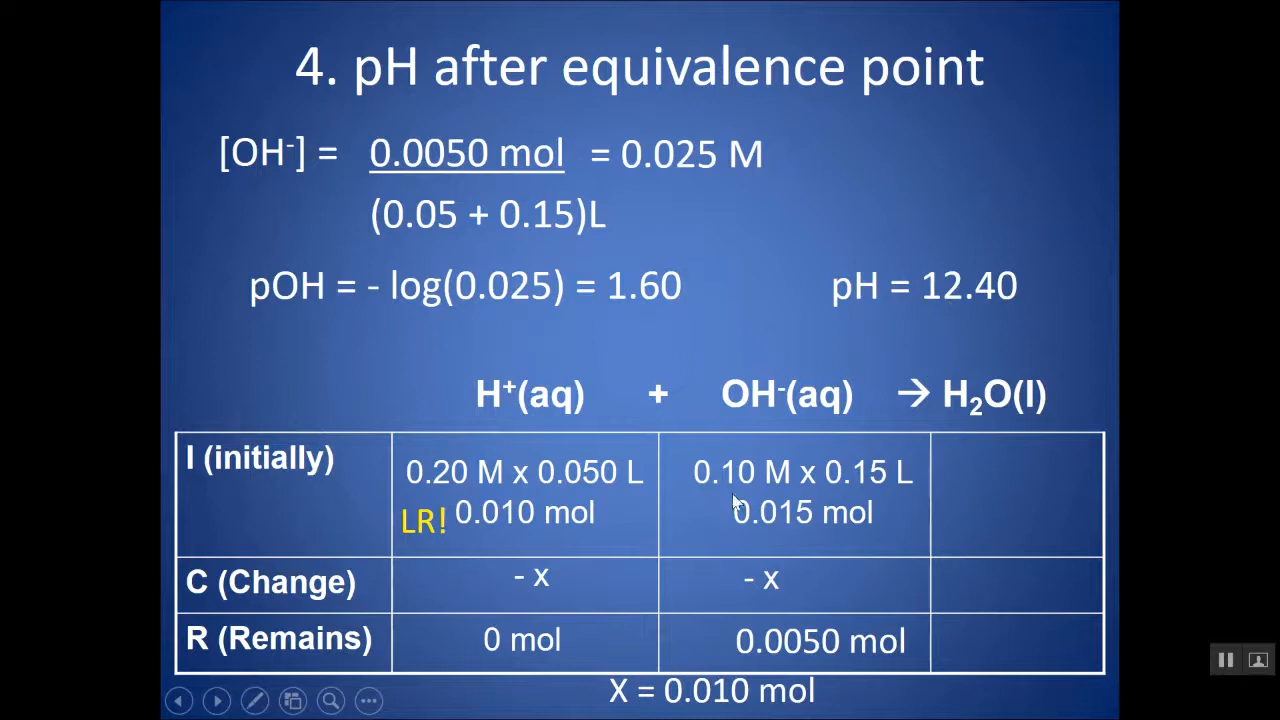 4. pH after equivalence point
[OH⁻] = 0.0050 mol = 0.025 M
(0.05 + 0.15)L
pOH = - log(0.025) = 1.60 pH = 12.40
H⁺(aq) + OH⁻(aq) → H₂O(l)
I (initially) 0.20 M x 0.050 L 0.10 M x 0.15 L
LR! 0.010 mol 0.015 mol
C (Change) - x - x
R (Remains) 0 mol 0.0050 mol
X = 0.010 mol